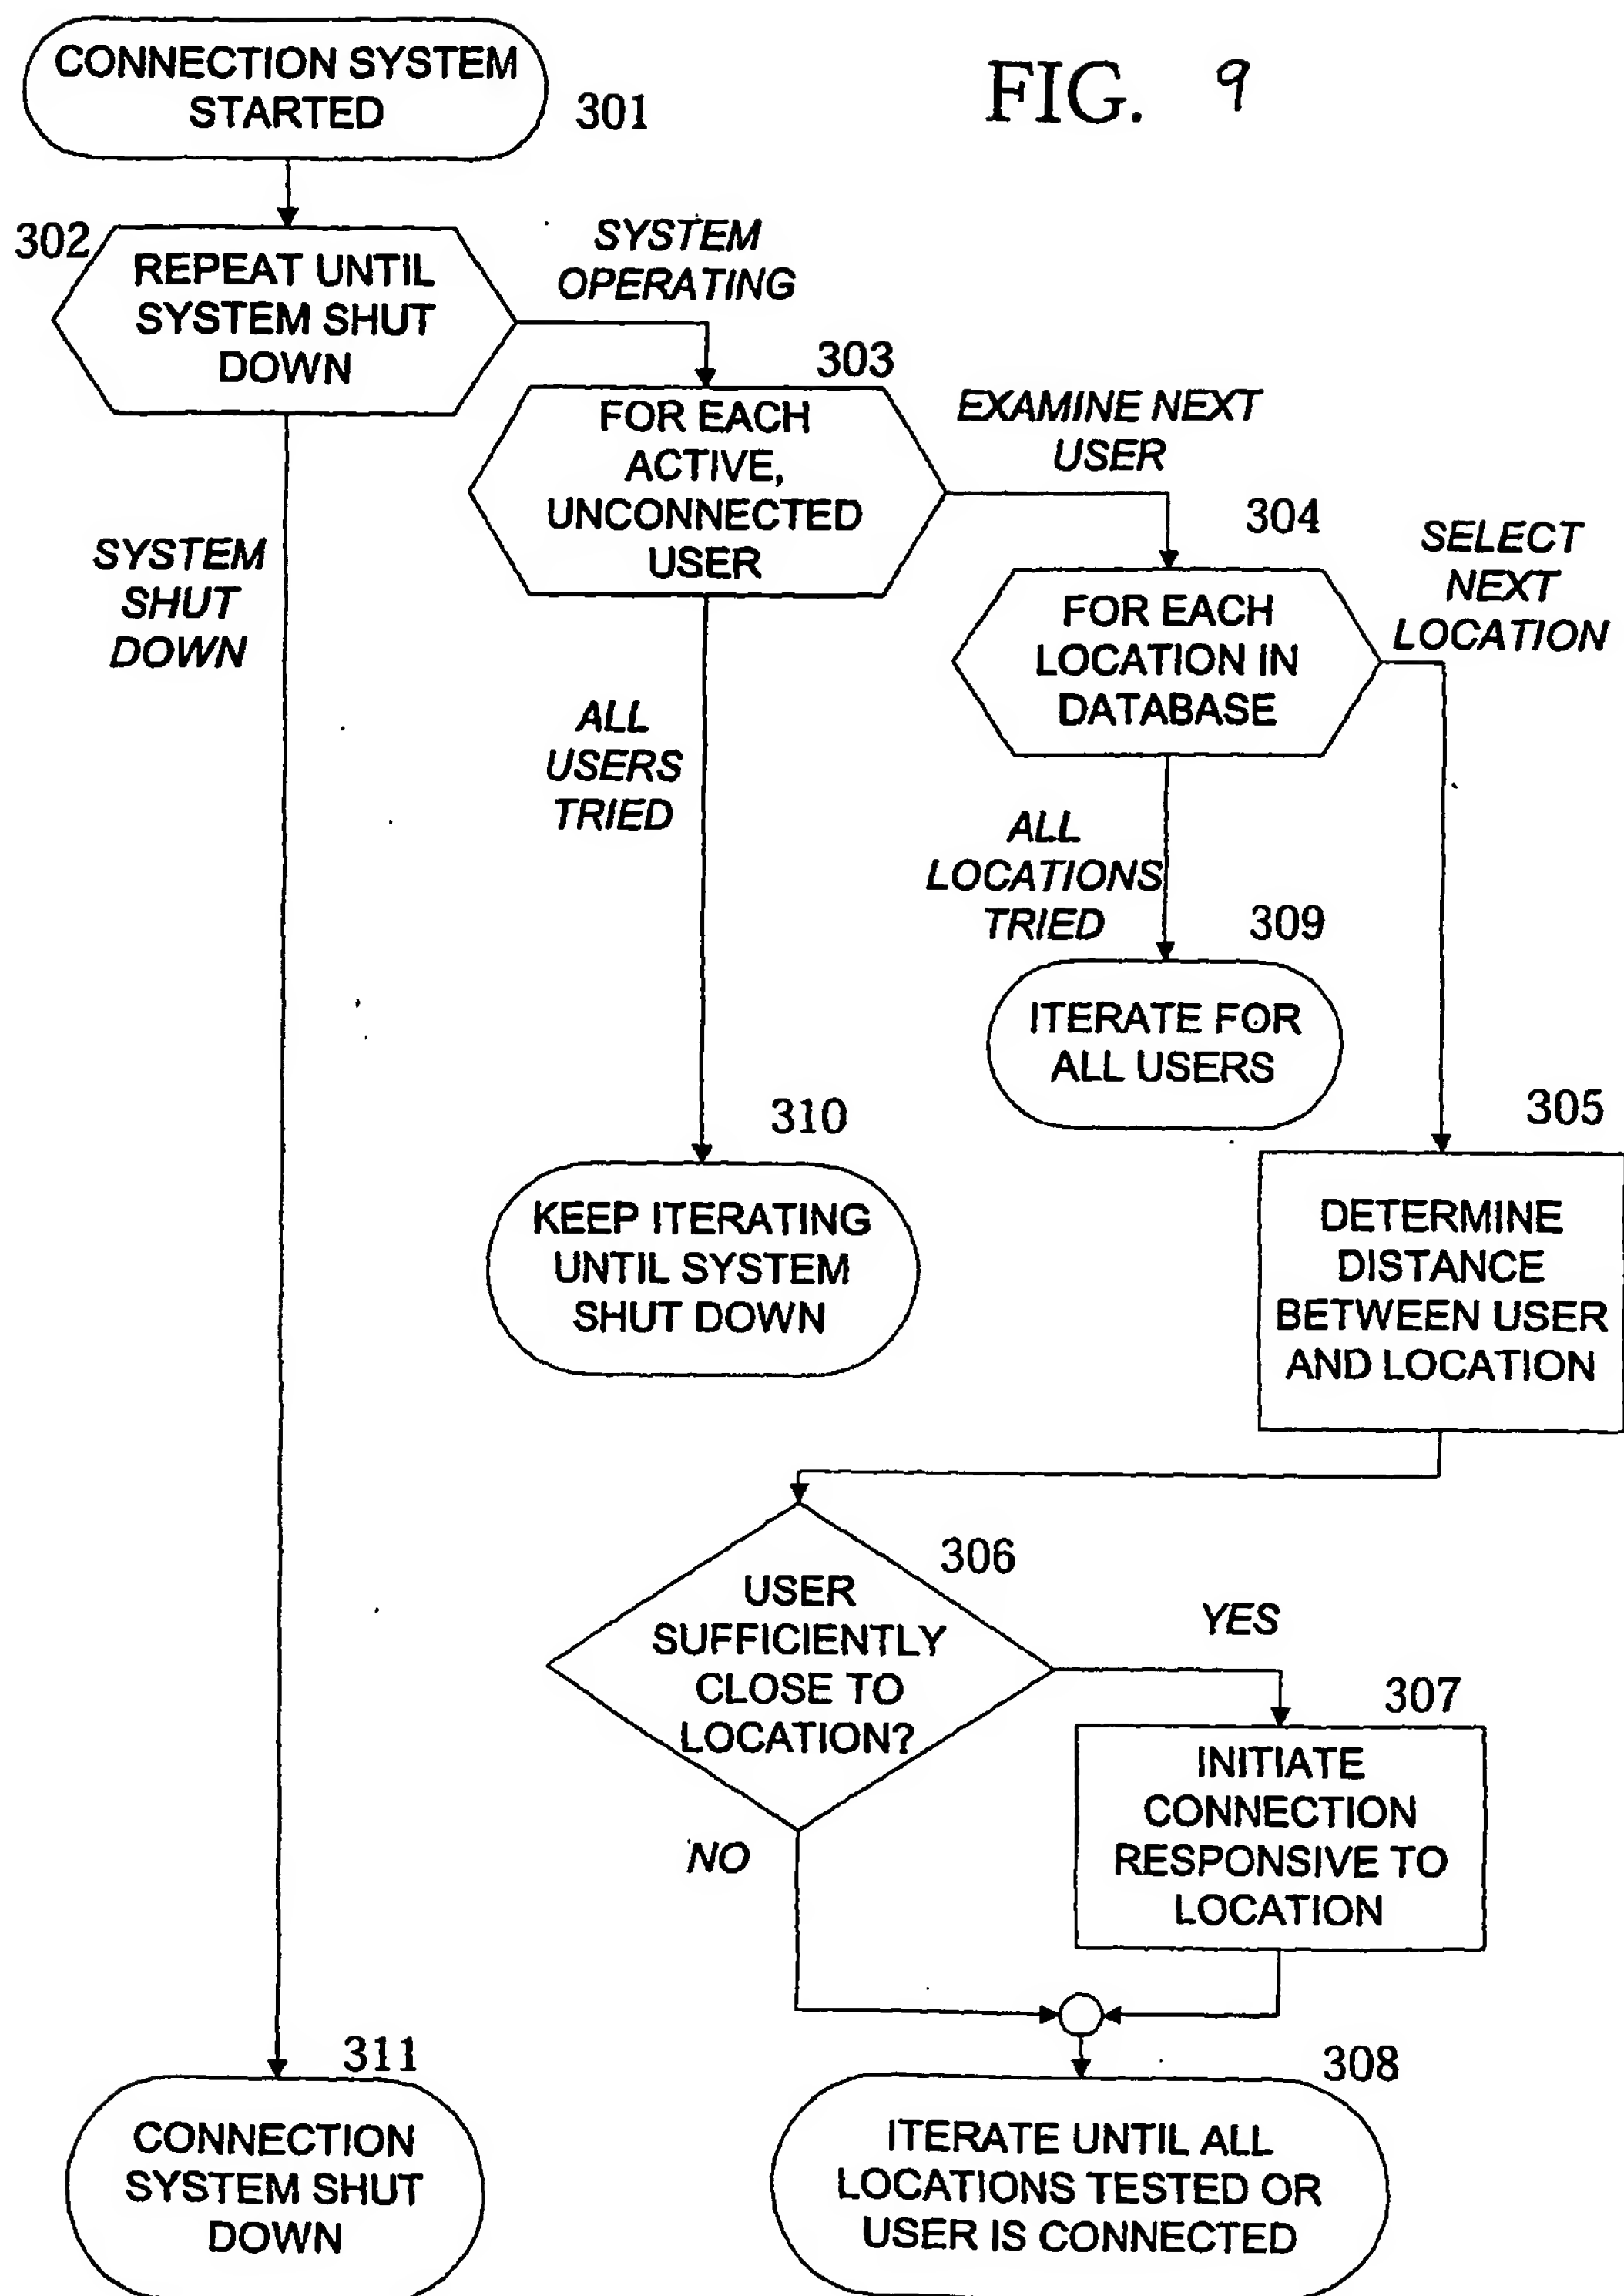 CONNECTION SYSTEM
STARTED
301
FIG. 9
302
REPEAT UNTIL
SYSTEM SHUT
DOWN
SYSTEM
OPERATING
303
FOR EACH
ACTIVE,
UNCONNECTED
USER
EXAMINE NEXT
USER
304
FOR EACH
LOCATION IN
DATABASE
SELECT
NEXT
LOCATION
SYSTEM
SHUT
DOWN
ALL
USERS
TRIED
ALL
LOCATIONS
TRIED
309
ITERATE FOR
ALL USERS
310
KEEP ITERATING
UNTIL SYSTEM
SHUT DOWN
305
DETERMINE
DISTANCE
BETWEEN USER
AND LOCATION
306
USER
SUFFICIENTLY
CLOSE TO
LOCATION?
YES
307
INITIATE
CONNECTION
RESPONSIVE TO
LOCATION
NO
311
CONNECTION
SYSTEM SHUT
DOWN
308
ITERATE UNTIL ALL
LOCATIONS TESTED OR
USER IS CONNECTED